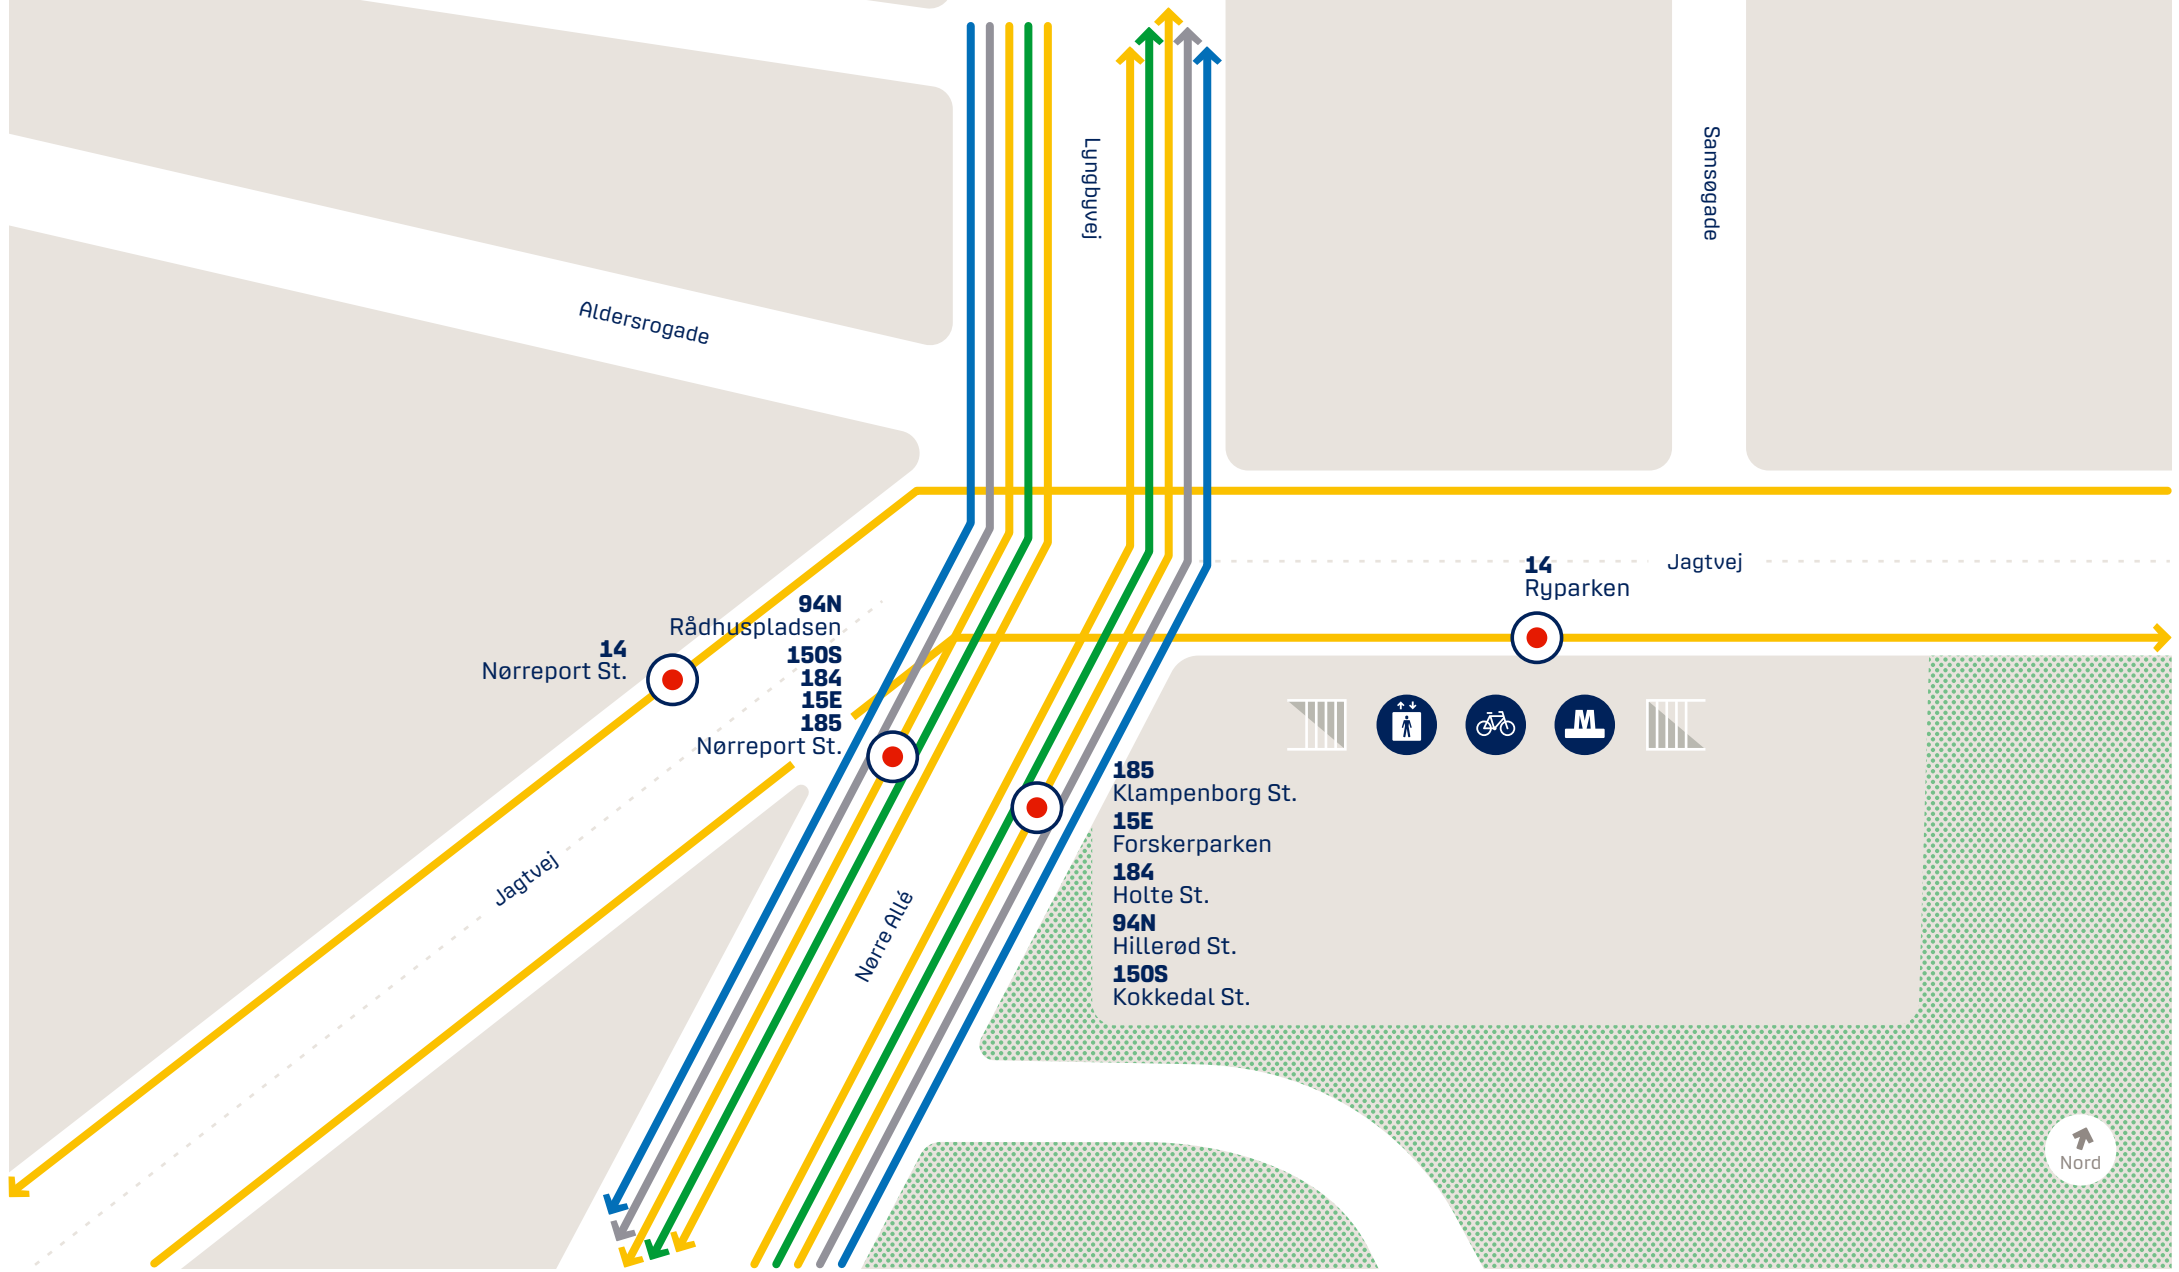 Lyngbyvej
Samsøgade
Aldersrogade
14
Ryparken
Jagtvej
94N
Rådhuspladsen
150S
184
15E
185
Nørreport St.
14
Nørreport St.
M
185
Klampenborg St.
15E
Forskerparken
184
Holte St.
94N
Hillerød St.
150S
Kokkedal St.
Jagtvej
Nørre Allé
Nord